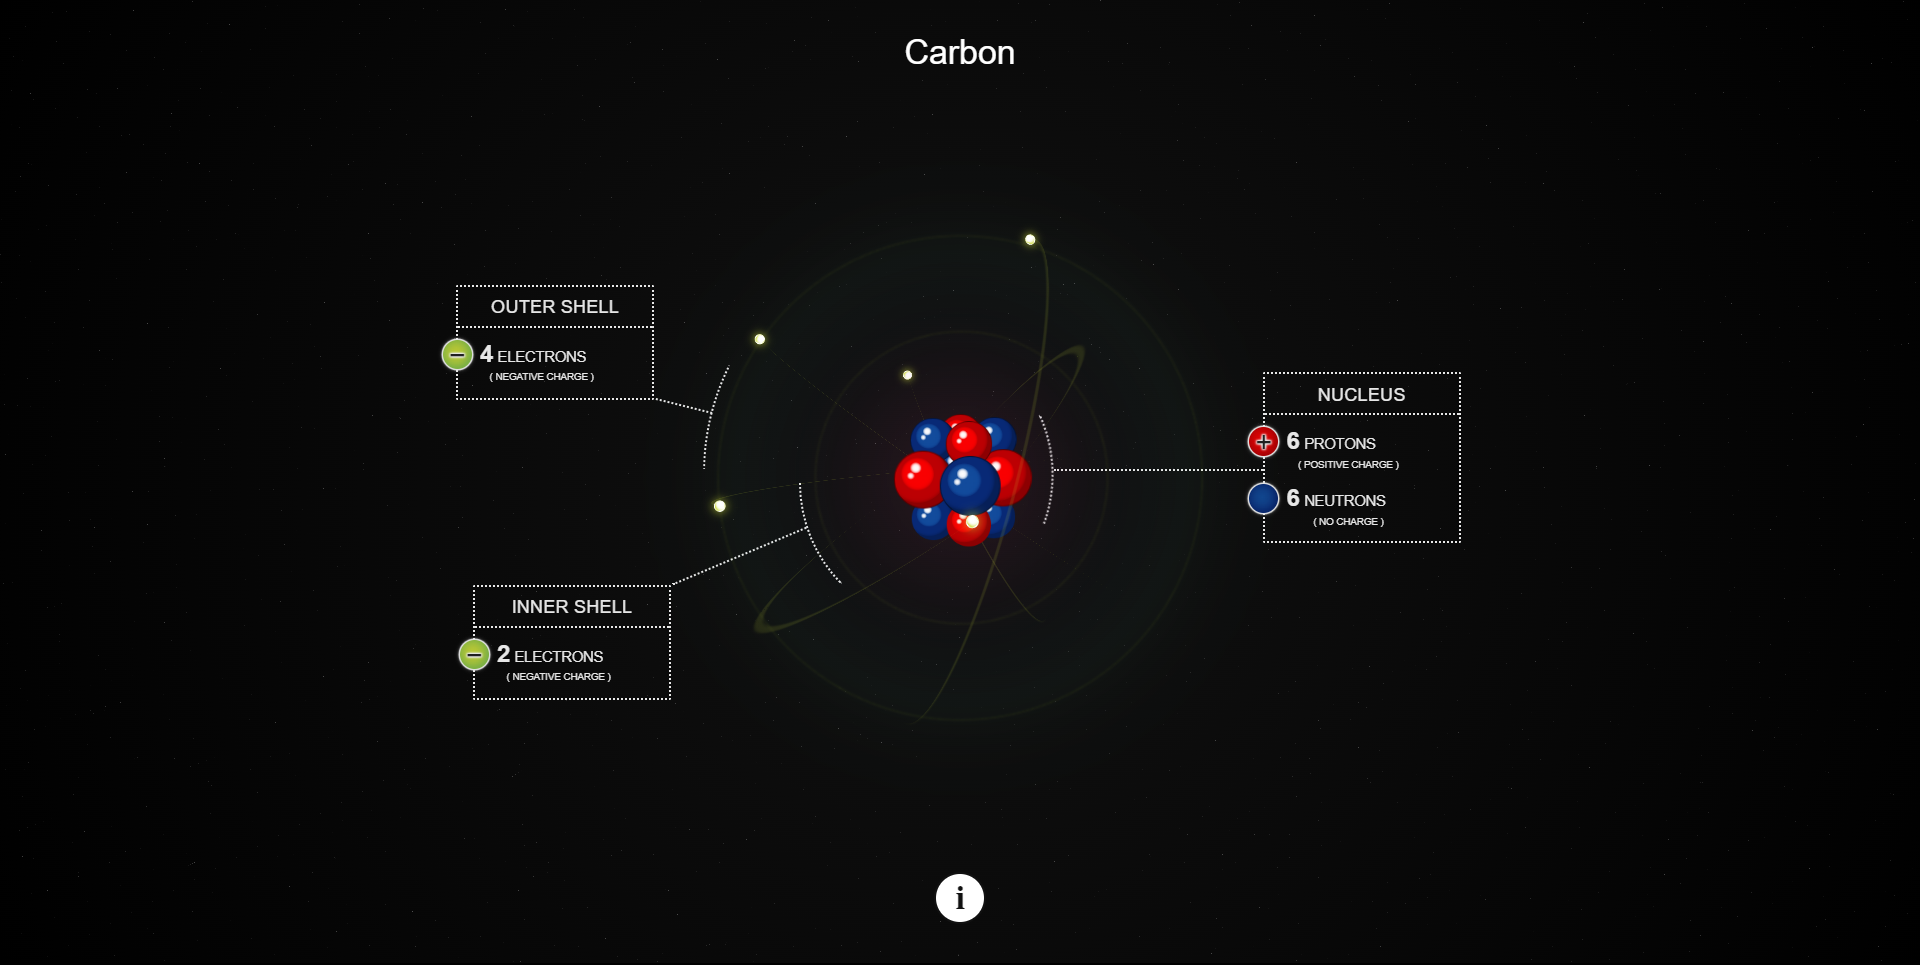 Carbon
OUTER SHELL
− 4 ELECTRONS
( NEGATIVE CHARGE )
NUCLEUS
+ 6 PROTONS
( POSITIVE CHARGE )
6 NEUTRONS
( NO CHARGE )
INNER SHELL
− 2 ELECTRONS
( NEGATIVE CHARGE )
i